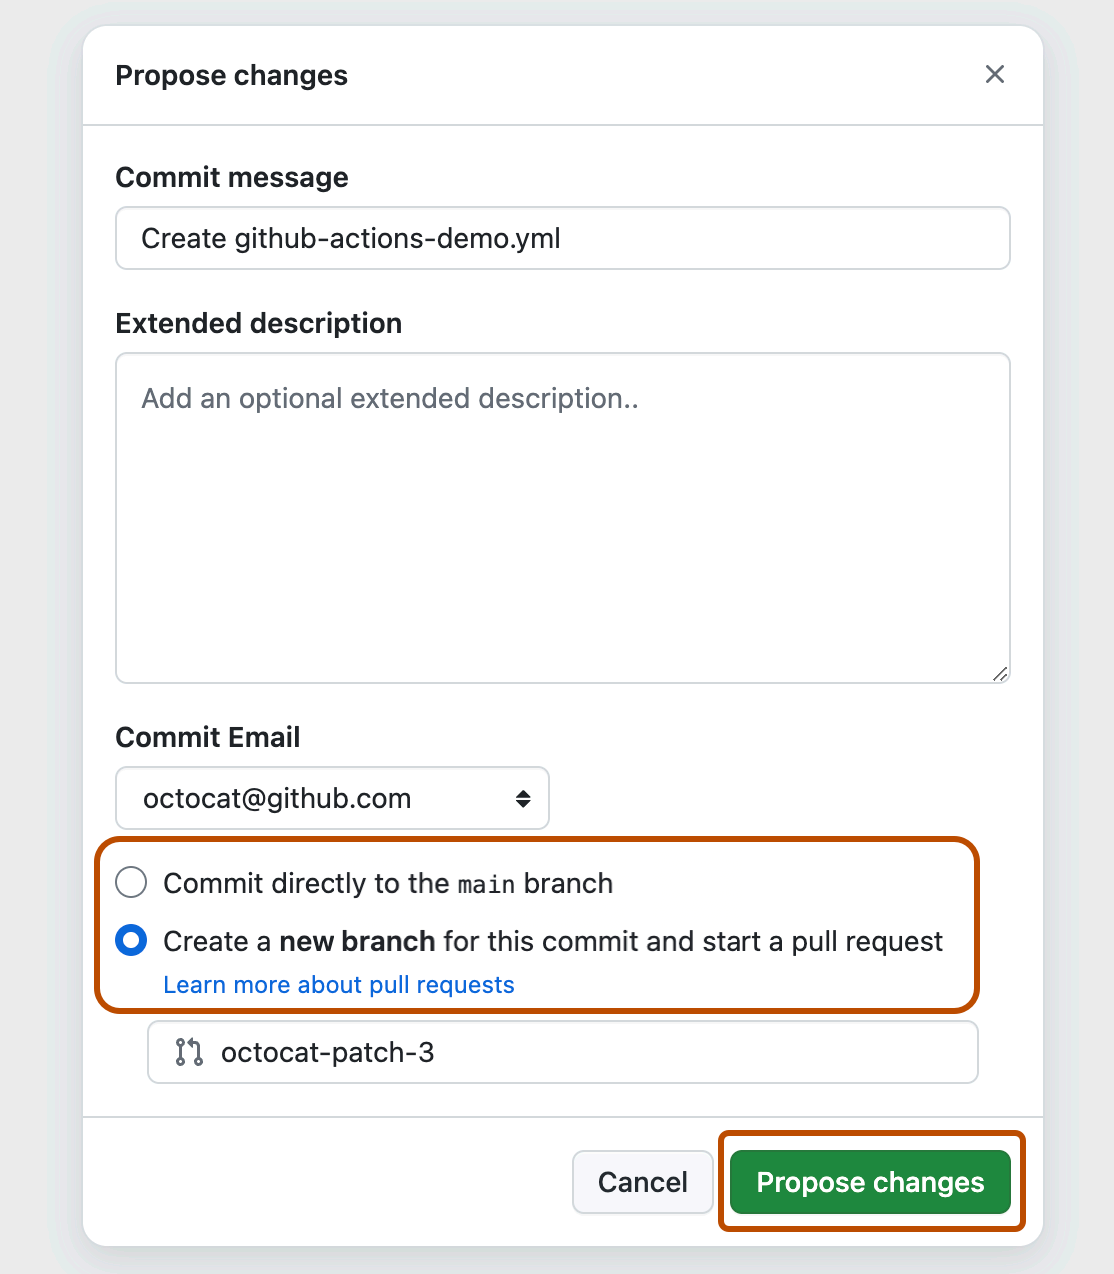 Propose changes
Commit message
Create github-actions-demo.yml
Extended description
Add an optional extended description..
Commit Email
octocat@github.com
Commit directly to the main branch
Create a new branch for this commit and start a pull request
Learn more about pull requests
octocat-patch-3
Cancel
Propose changes